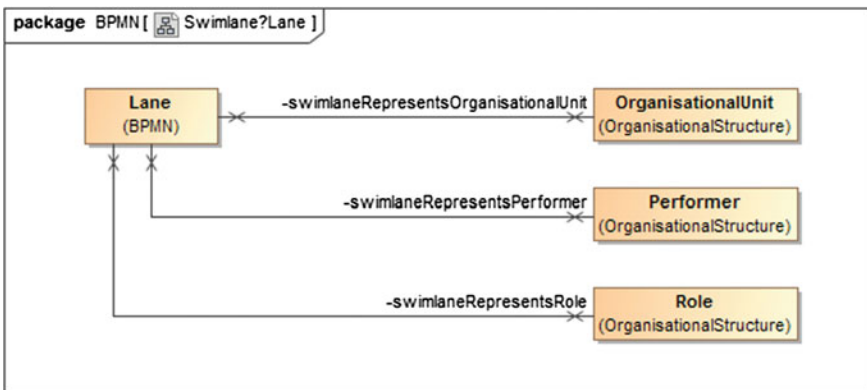 package BPMN [ Swimlane?Lane ]
Lane
(BPMN)
-swimlaneRepresentsOrganisationalUnit
OrganisationalUnit
(OrganisationalStructure)
-swimlaneRepresentsPerformer
Performer
(OrganisationalStructure)
-swimlaneRepresentsRole
Role
(OrganisationalStructure)